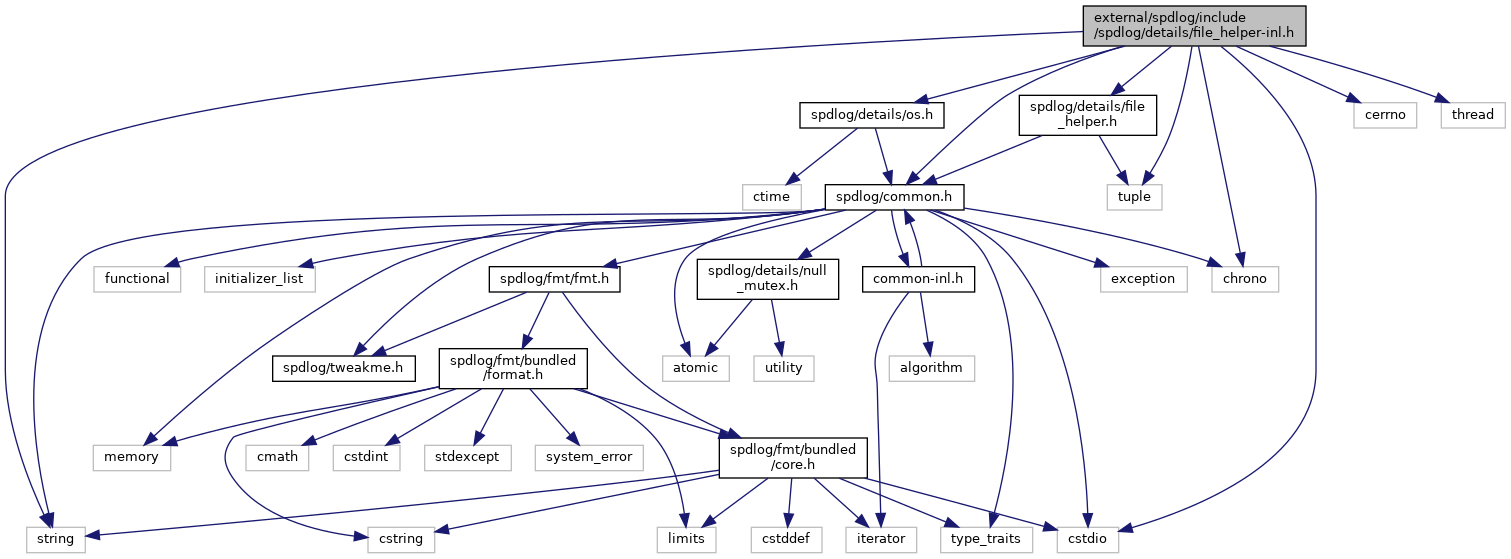 external/spdlog/include
/spdlog/details/file_helper-inl.h
spdlog/details/os.h
spdlog/details/file
_helper.h
cerrno
thread
ctime
spdlog/common.h
tuple
functional
initializer_list
spdlog/fmt/fmt.h
spdlog/details/null
_mutex.h
common-inl.h
exception
chrono
spdlog/tweakme.h
spdlog/fmt/bundled
/format.h
atomic
utility
algorithm
memory
cmath
cstdint
stdexcept
system_error
spdlog/fmt/bundled
/core.h
string
cstring
limits
cstddef
iterator
type_traits
cstdio